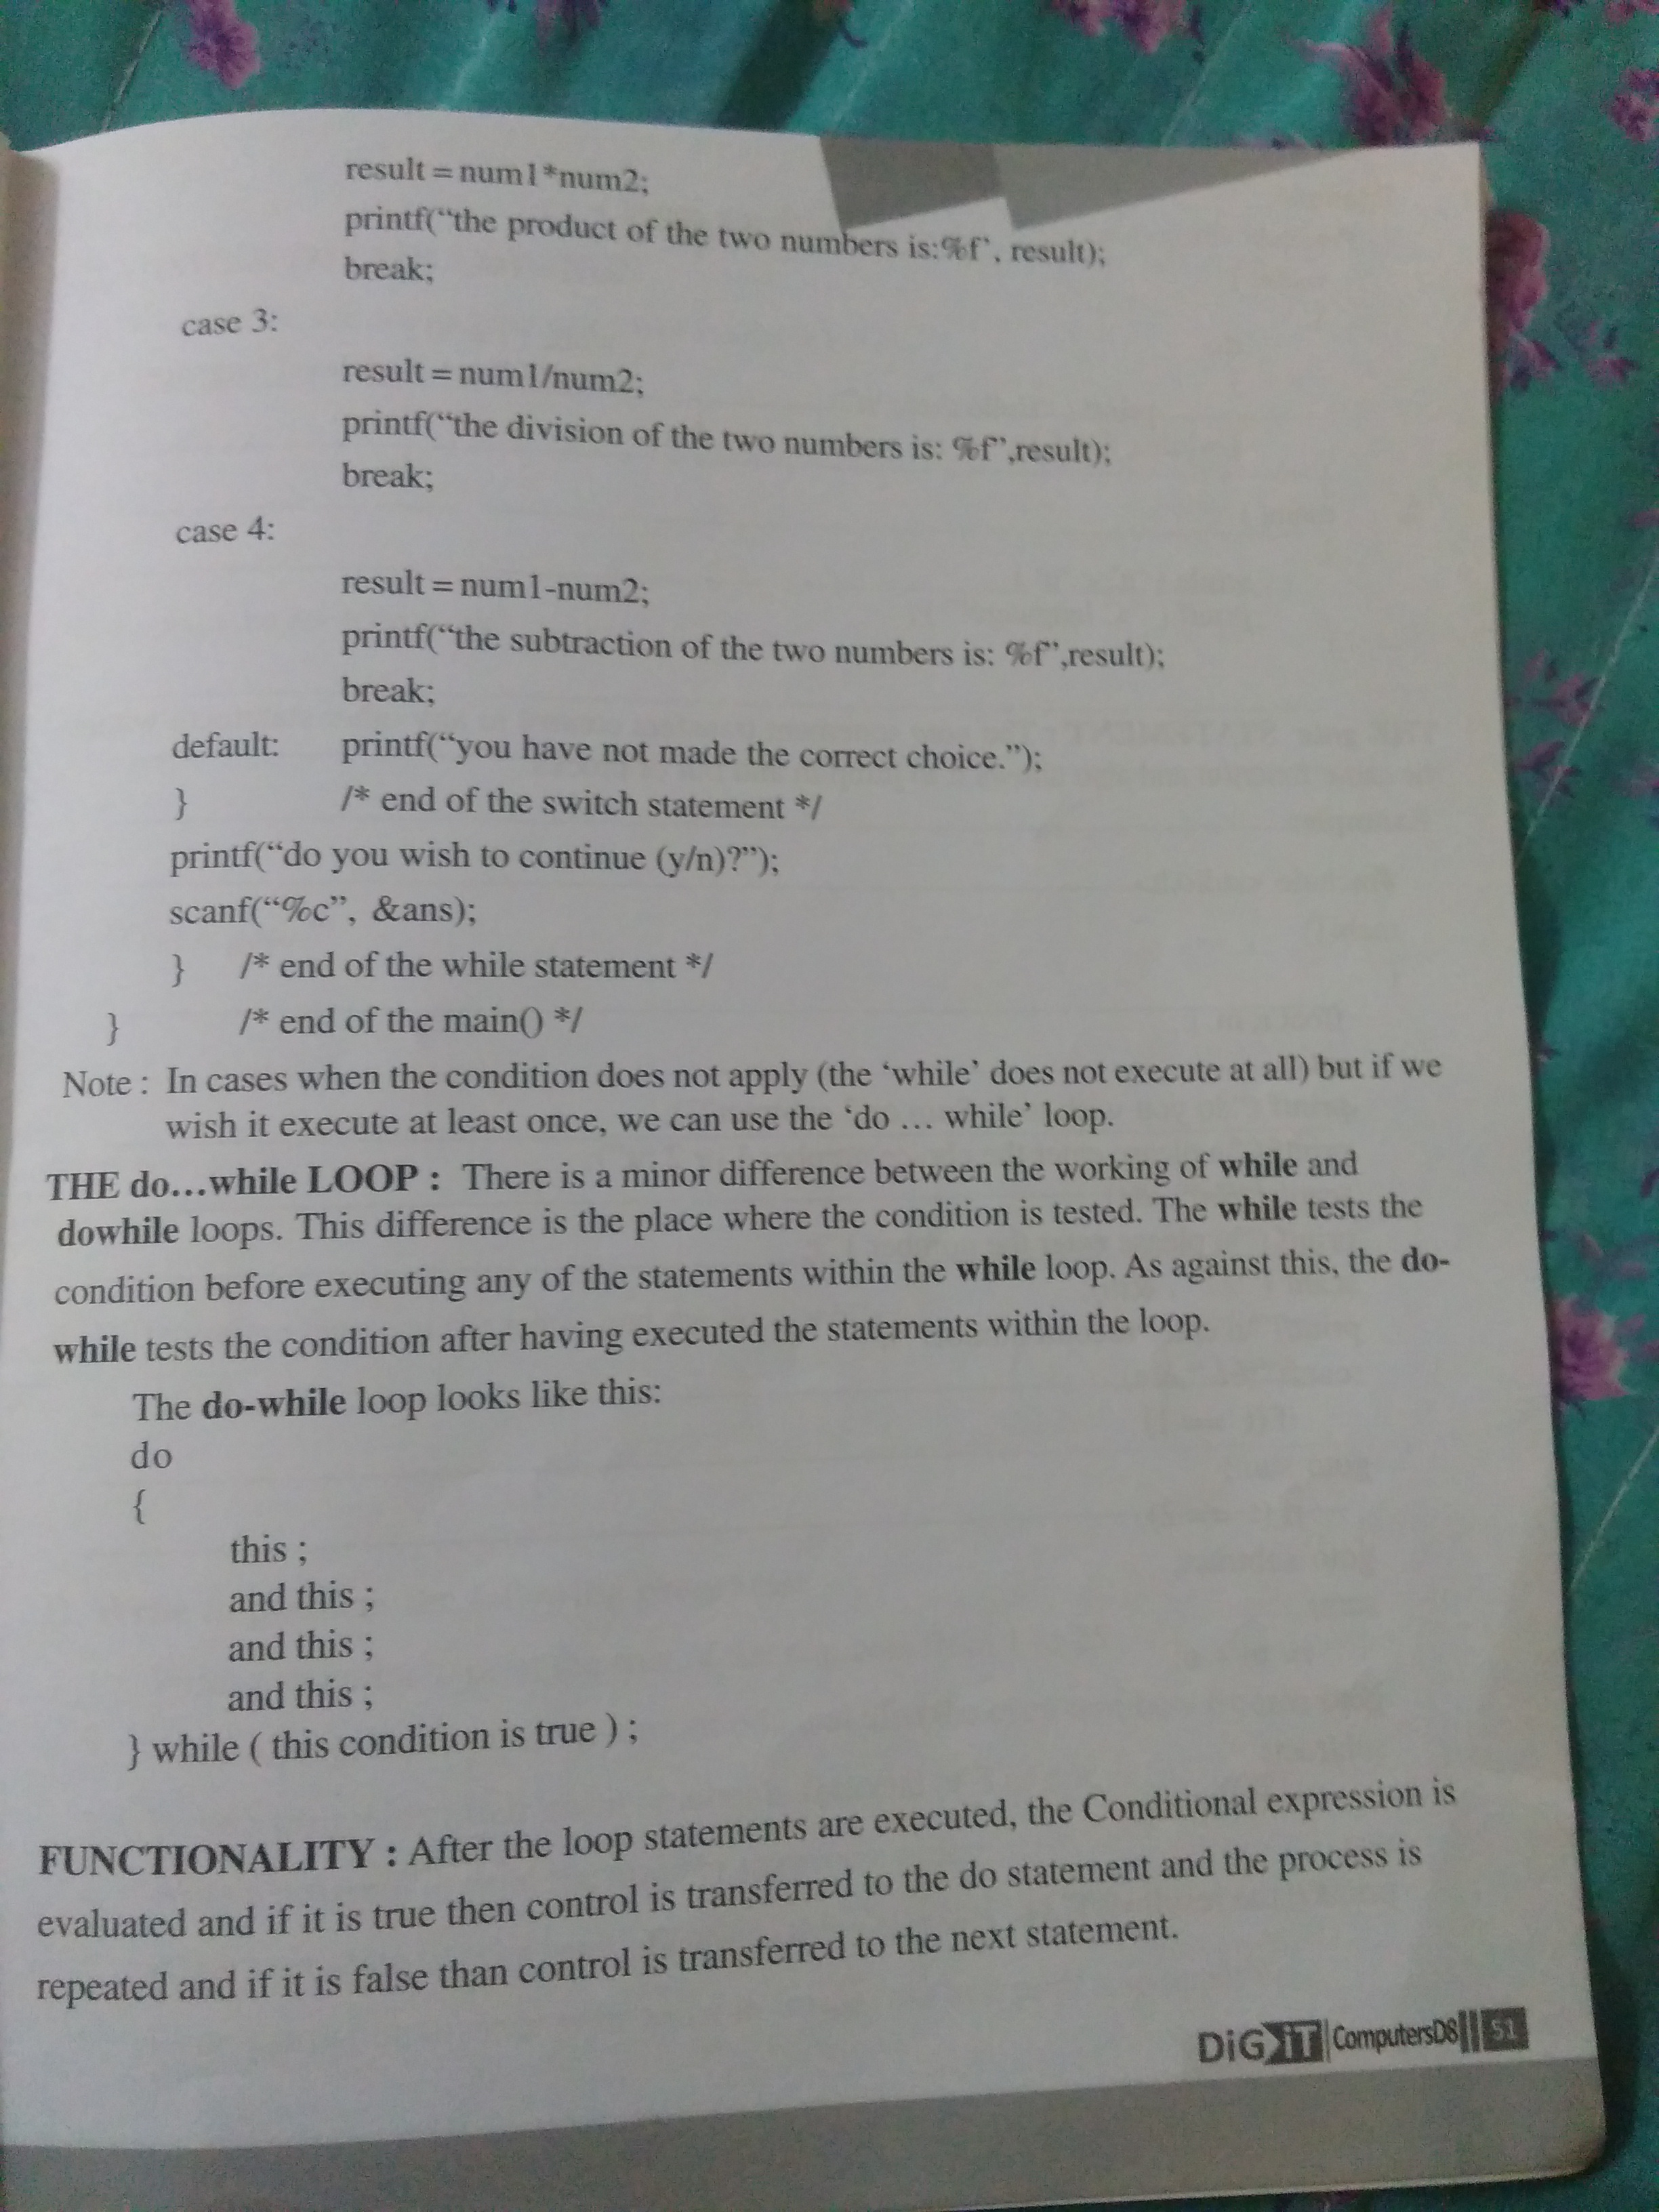 result = num1*num2;
printf(“the product of the two numbers is:%f’, result);
break;
case 3:
result = num1/num2;
printf(“the division of the two numbers is: %f”,result);
break;
case 4:
result = num1-num2;
printf(“the subtraction of the two numbers is: %f”,result);
break;
default: printf(“you have not made the correct choice.”);
} /* end of the switch statement */
printf(“do you wish to continue (y/n)?”);
scanf(“%c”, &ans);
} /* end of the while statement */
} /* end of the main() */
Note : In cases when the condition does not apply (the ‘while’ does not execute at all) but if we
wish it execute at least once, we can use the ‘do ... while’ loop.
THE do...while LOOP : There is a minor difference between the working of while and
dowhile loops. This difference is the place where the condition is tested. The while tests the
condition before executing any of the statements within the while loop. As against this, the do-
while tests the condition after having executed the statements within the loop.
The do-while loop looks like this:
do
{
this ;
and this ;
and this ;
and this ;
} while ( this condition is true ) ;
FUNCTIONALITY : After the loop statements are executed, the Conditional expression is
evaluated and if it is true then control is transferred to the do statement and the process is
repeated and if it is false than control is transferred to the next statement.
DiGiT ComputersD8 51